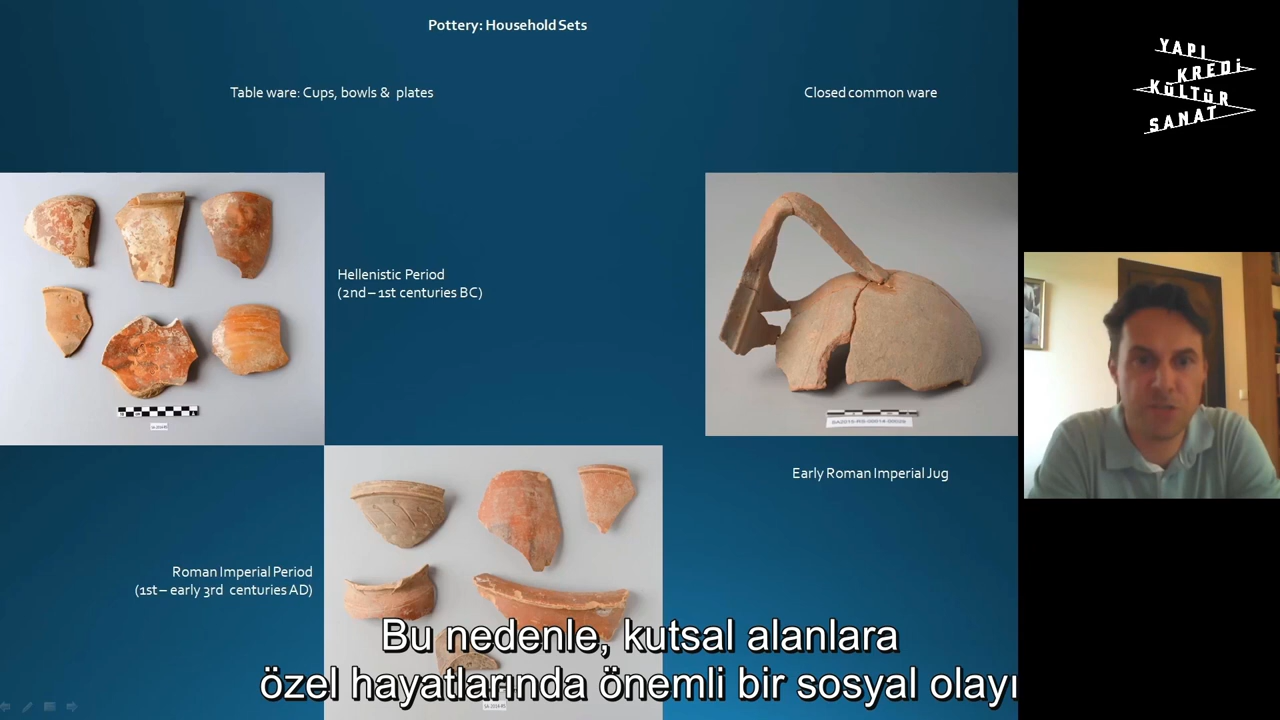 Pottery: Household Sets
Table ware: Cups, bowls & plates
Closed common ware
YAPI
KREDİ
KÜLTÜR
SANAT
Hellenistic Period
(2nd – 1st centuries BC)
Early Roman Imperial Jug
Roman Imperial Period
(1st – early 3rd centuries AD)
Bu nedenle, kutsal alanlara
özel hayatlarında önemli bir sosyal olayı